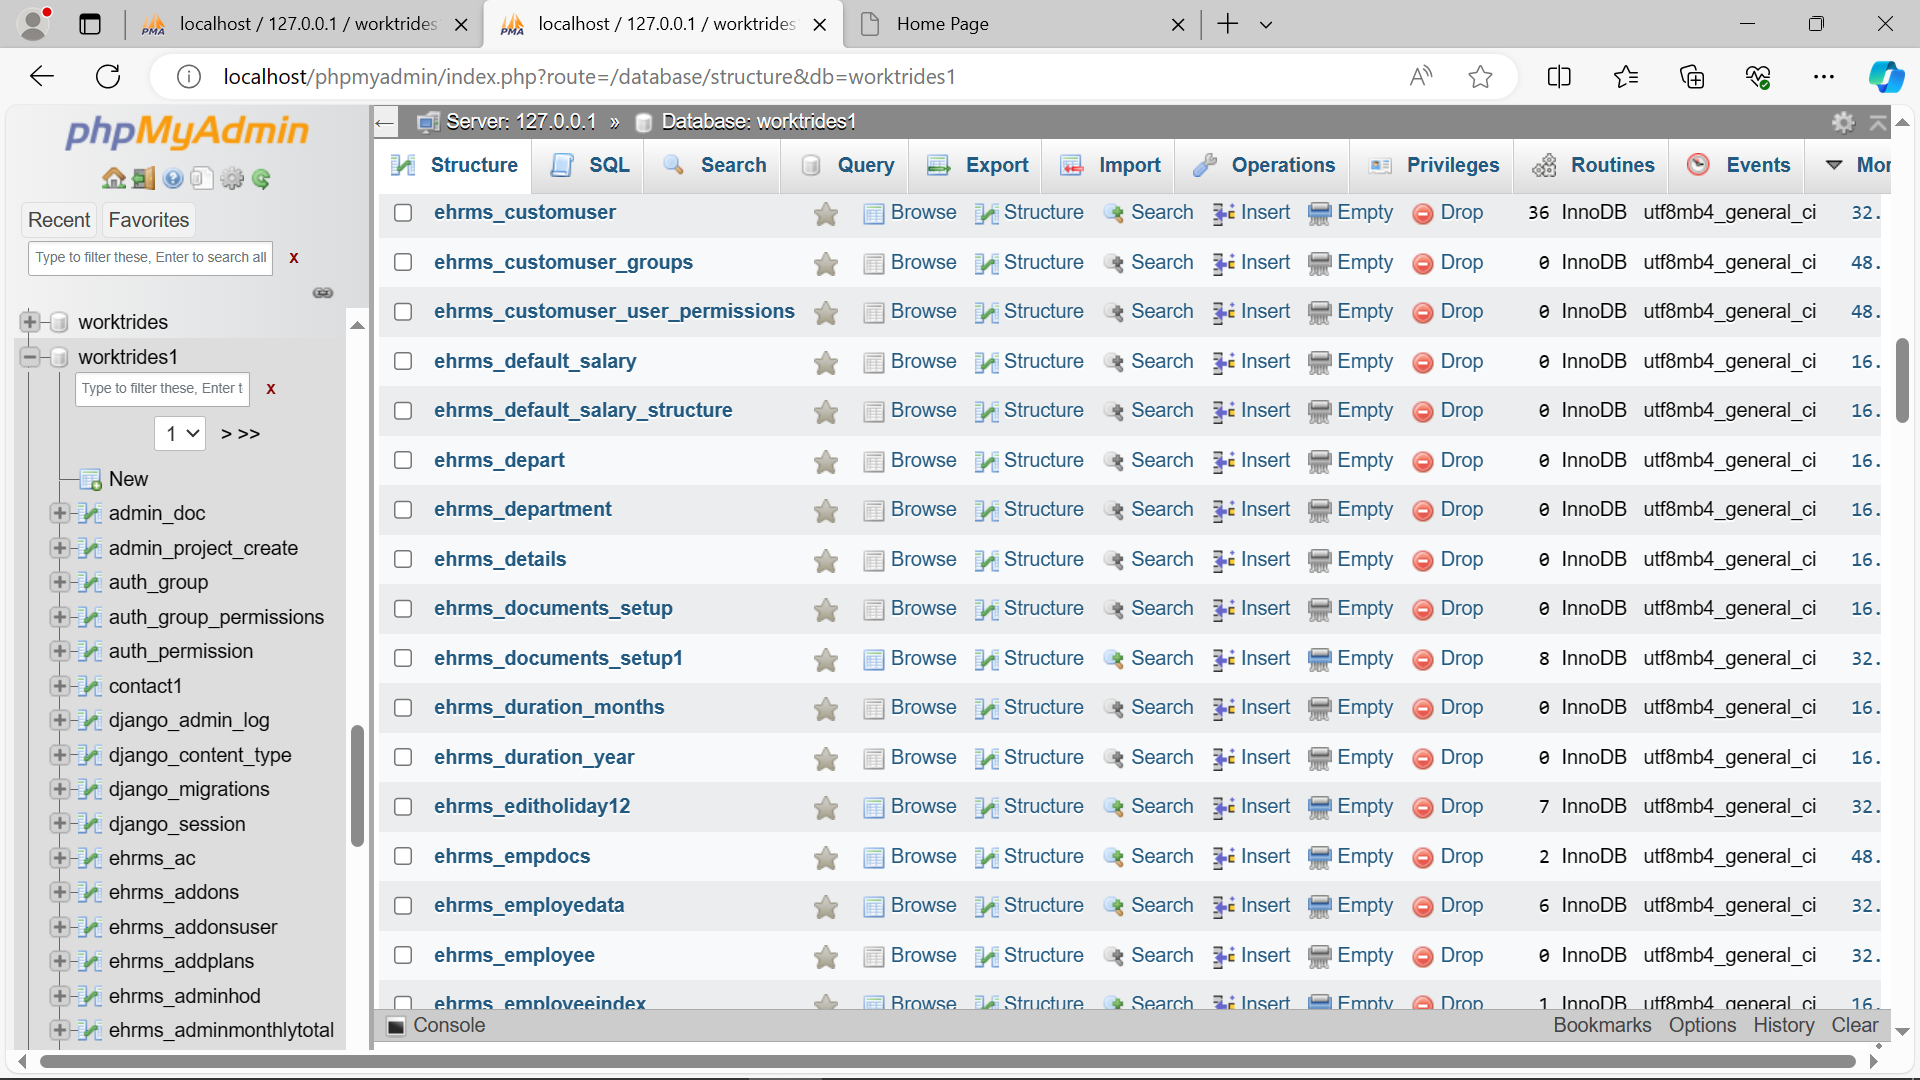 localhost / 127.0.0.1 / worktrides
localhost / 127.0.0.1 / worktrides
Home Page
localhost/phpmyadmin/index.php?route=/database/structure&db=worktrides1
phpMyAdmin
Recent Favorites
Type to filter these, Enter to search all X
worktrides
worktrides1
Type to filter these, Enter t X
1 > >>
New
admin_doc
admin_project_create
auth_group
auth_group_permissions
auth_permission
contact1
django_admin_log
django_content_type
django_migrations
django_session
ehrms_ac
ehrms_addons
ehrms_addonsuser
ehrms_addplans
ehrms_adminhod
ehrms_adminmonthlytotal
Server: 127.0.0.1 » Database: worktrides1
Structure SQL Search Query Export Import Operations Privileges Routines Events Mor
ehrms_customuser Browse Structure Search Insert Empty Drop 36 InnoDB utf8mb4_general_ci 32.
ehrms_customuser_groups Browse Structure Search Insert Empty Drop 0 InnoDB utf8mb4_general_ci 48.
ehrms_customuser_user_permissions Browse Structure Search Insert Empty Drop 0 InnoDB utf8mb4_general_ci 48.
ehrms_default_salary Browse Structure Search Insert Empty Drop 0 InnoDB utf8mb4_general_ci 16.
ehrms_default_salary_structure Browse Structure Search Insert Empty Drop 0 InnoDB utf8mb4_general_ci 16.
ehrms_depart Browse Structure Search Insert Empty Drop 0 InnoDB utf8mb4_general_ci 16.
ehrms_department Browse Structure Search Insert Empty Drop 0 InnoDB utf8mb4_general_ci 16.
ehrms_details Browse Structure Search Insert Empty Drop 0 InnoDB utf8mb4_general_ci 16.
ehrms_documents_setup Browse Structure Search Insert Empty Drop 0 InnoDB utf8mb4_general_ci 16.
ehrms_documents_setup1 Browse Structure Search Insert Empty Drop 8 InnoDB utf8mb4_general_ci 32.
ehrms_duration_months Browse Structure Search Insert Empty Drop 0 InnoDB utf8mb4_general_ci 16.
ehrms_duration_year Browse Structure Search Insert Empty Drop 0 InnoDB utf8mb4_general_ci 16.
ehrms_editholiday12 Browse Structure Search Insert Empty Drop 7 InnoDB utf8mb4_general_ci 32.
ehrms_empdocs Browse Structure Search Insert Empty Drop 2 InnoDB utf8mb4_general_ci 48.
ehrms_employedata Browse Structure Search Insert Empty Drop 6 InnoDB utf8mb4_general_ci 32.
ehrms_employee Browse Structure Search Insert Empty Drop 0 InnoDB utf8mb4_general_ci 32.
ehrms_employeeindex Browse Structure Search Insert Empty Drop 1 InnoDB utf8mb4_general_ci 16.
Console Bookmarks Options History Clear